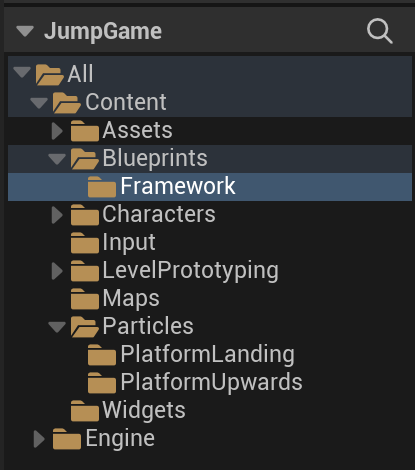 JumpGame
All
Content
Assets
Blueprints
Framework
Characters
Input
LevelPrototyping
Maps
Particles
PlatformLanding
PlatformUpwards
Widgets
Engine